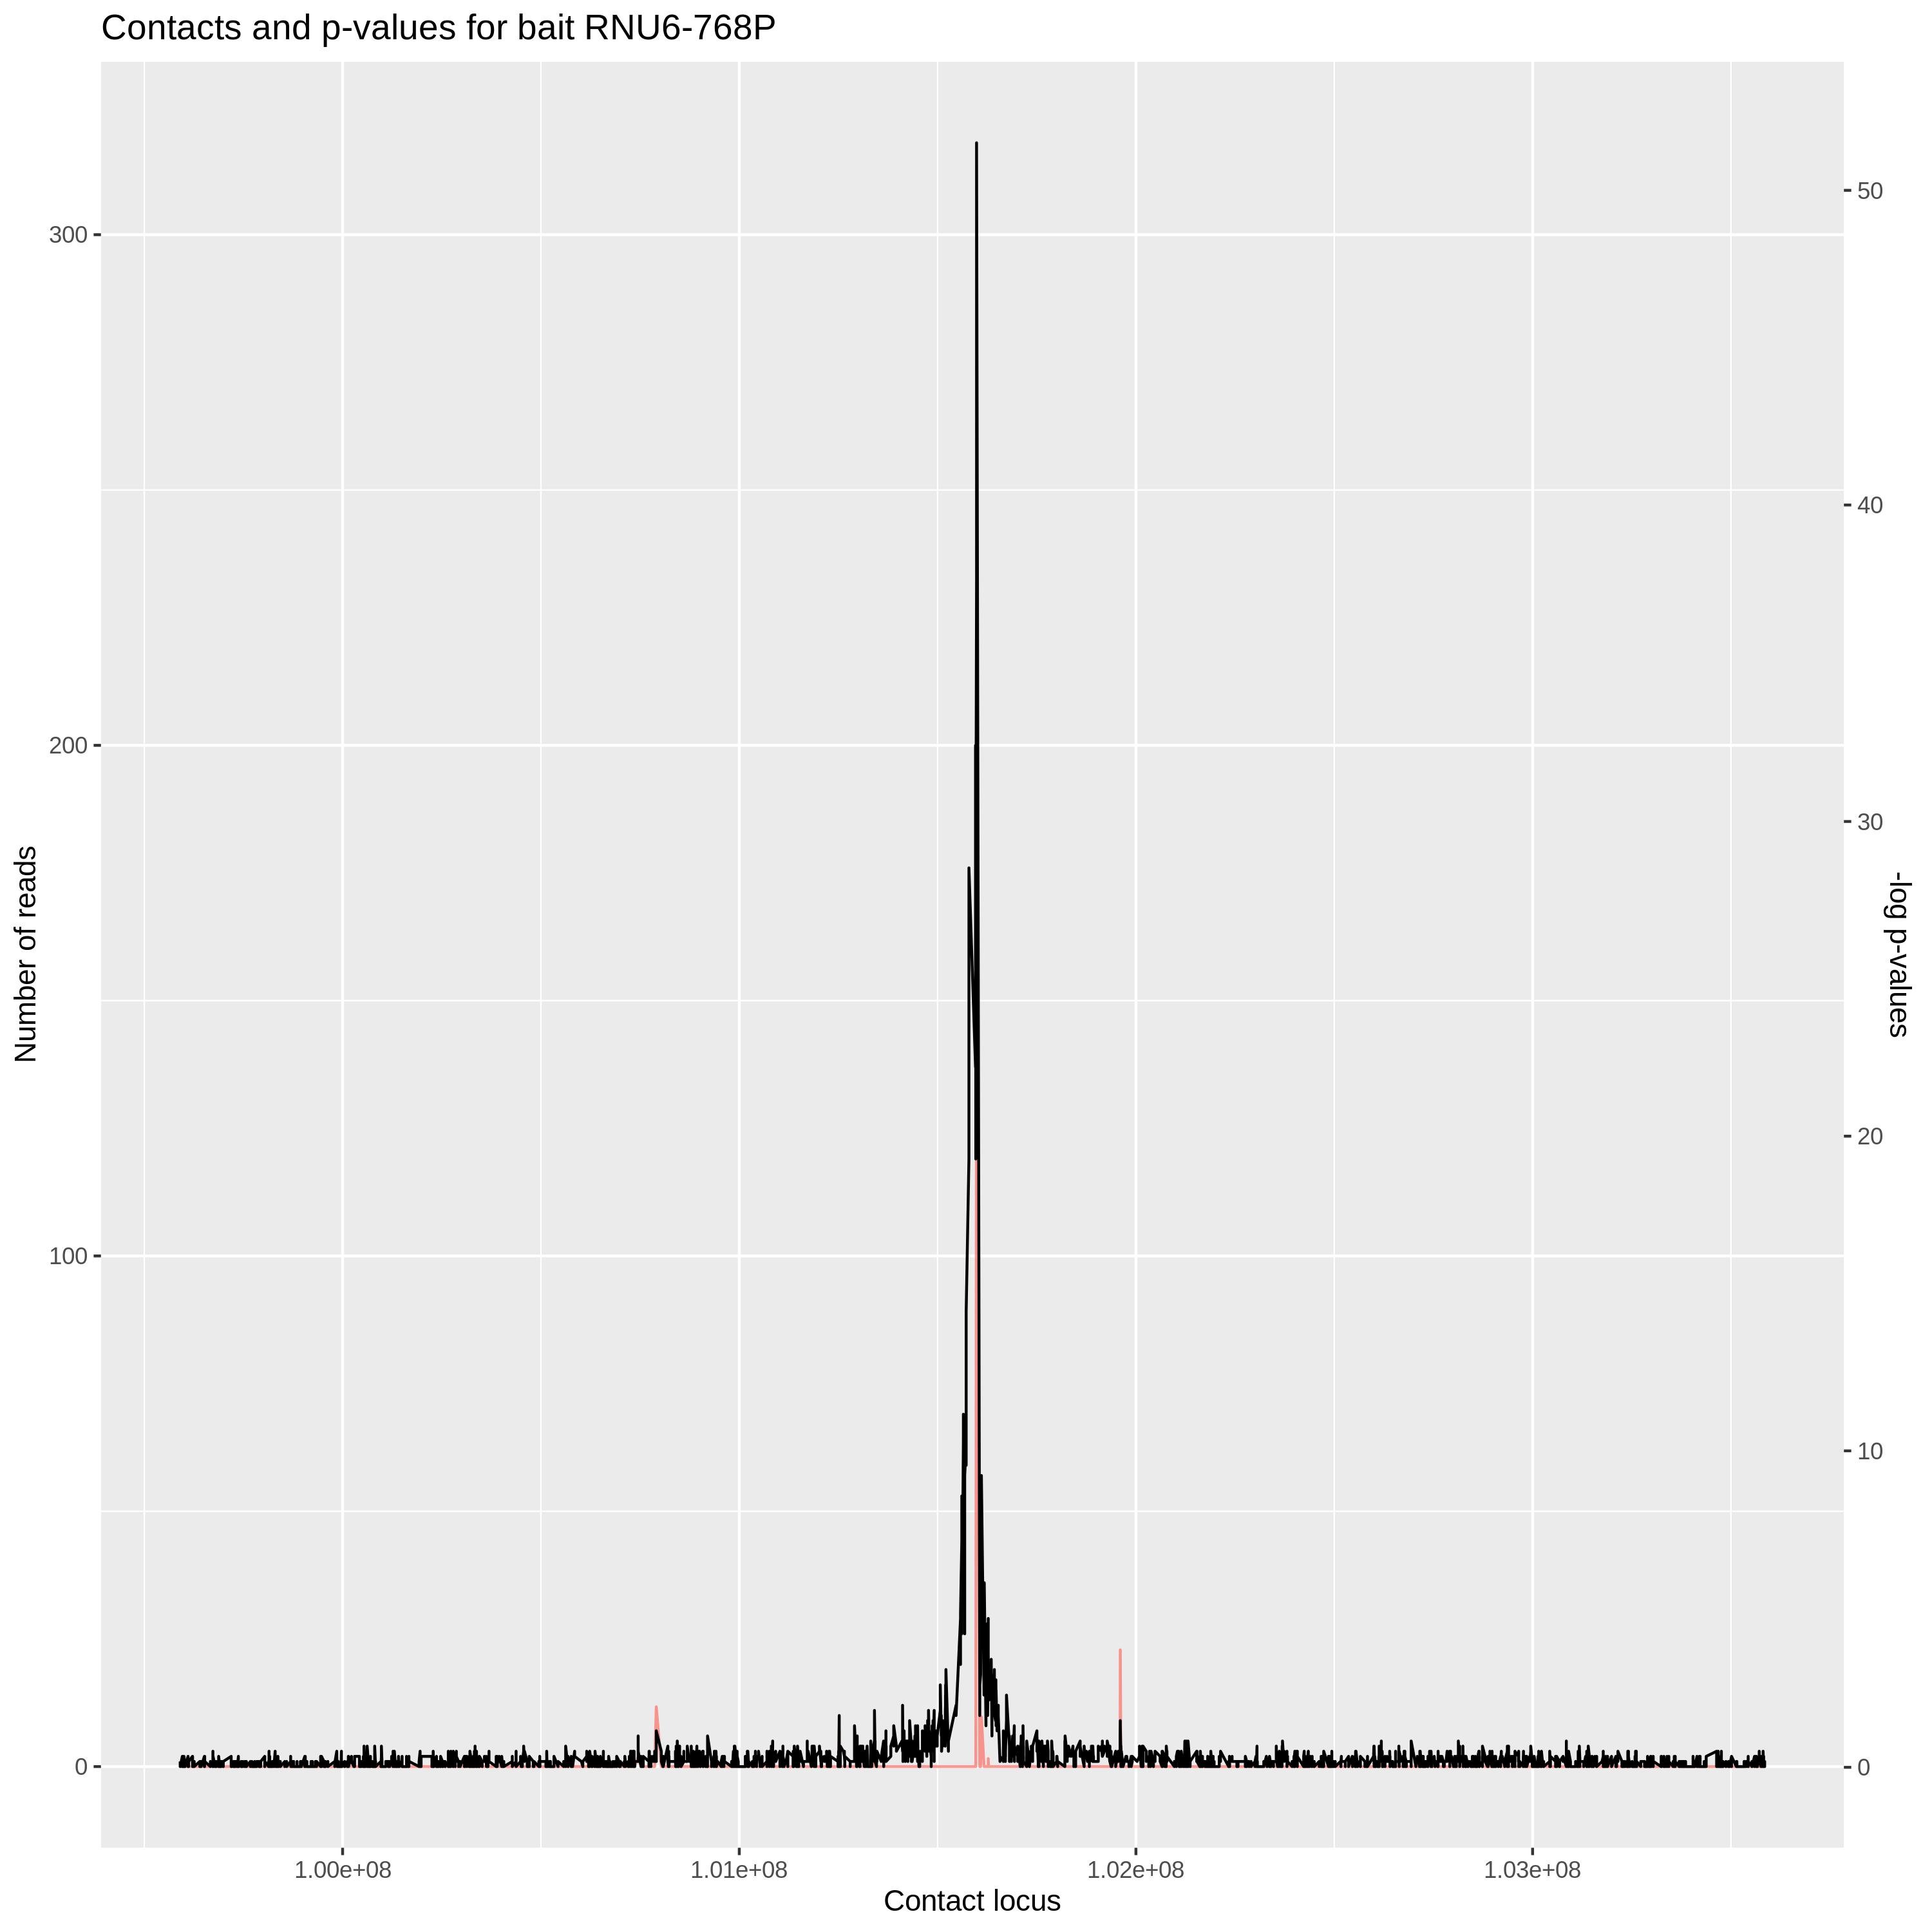 Contacts and p-values for bait RNU6-768P
Number of reads
300
200
100
0
50
40
30
20
10
0
-log p-values
1.00e+08 1.01e+08 1.02e+08 1.03e+08
Contact locus